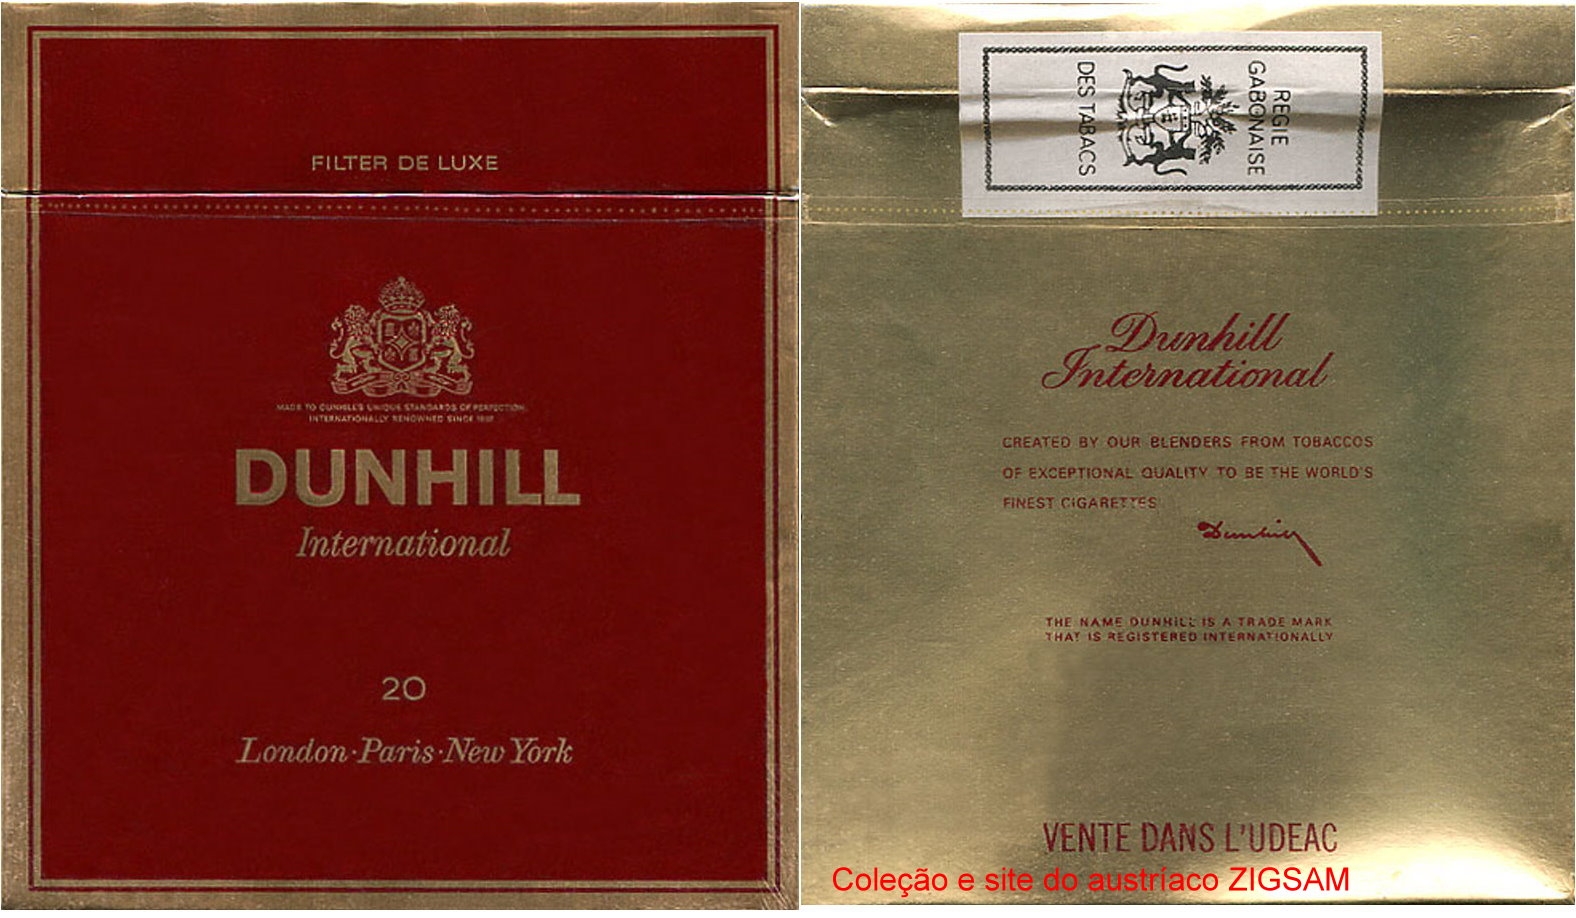 FILTER DE LUXE
MADE TO DUNHILL'S UNIQUE STANDARDS OF PERFECTION,
INTERNATIONALLY RENOWNED SINCE
DUNHILL
International
20
London·Paris·New York
REGIE
GABONAISE
DES TABACS
Dunhill
International
CREATED BY OUR BLENDERS FROM TOBACCOS
OF EXCEPTIONAL QUALITY TO BE THE WORLD'S
FINEST CIGARETTES
Dunhill
THE NAME DUNHILL IS A TRADE MARK
THAT IS REGISTERED INTERNATIONALLY
VENTE DANS L'UDEAC
Coleção e site do austríaco ZIGSAM